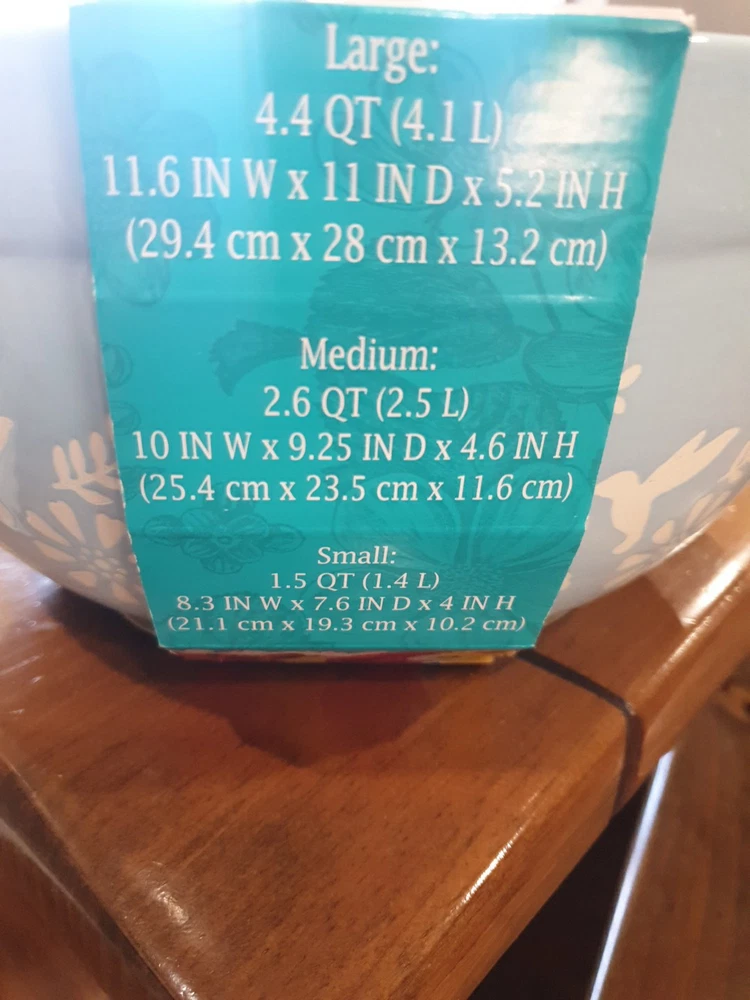 Large:
4.4 QT (4.1 L)
11.6 IN W x 11 IN D x 5.2 IN H
(29.4 cm x 28 cm x 13.2 cm)
Medium:
2.6 QT (2.5 L)
10 IN W x 9.25 IN D x 4.6 IN H
(25.4 cm x 23.5 cm x 11.6 cm)
Small:
1.5 QT (1.4 L)
8.3 IN W x 7.6 IN D x 4 IN H
(21.1 cm x 19.3 cm x 10.2 cm)